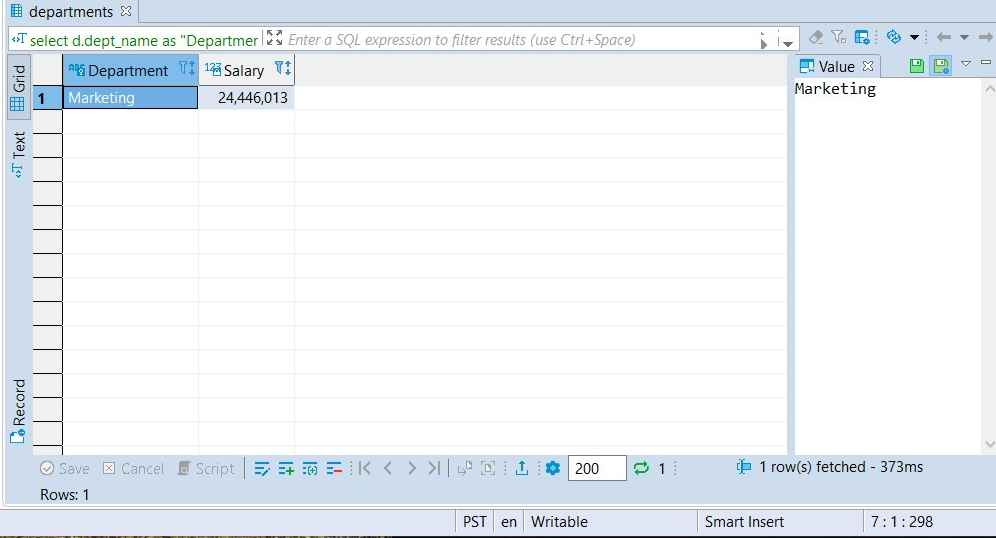 departments
select d.dept_name as "Departmer Enter a SQL expression to filter results (use Ctrl+Space)
Grid
Text
Record
ABC Department 123 Salary
1 Marketing 24,446,013
Value
Marketing
Save Cancel Script 200 1 1 row(s) fetched - 373ms
Rows: 1
PST en Writable Smart Insert 7 : 1 : 298